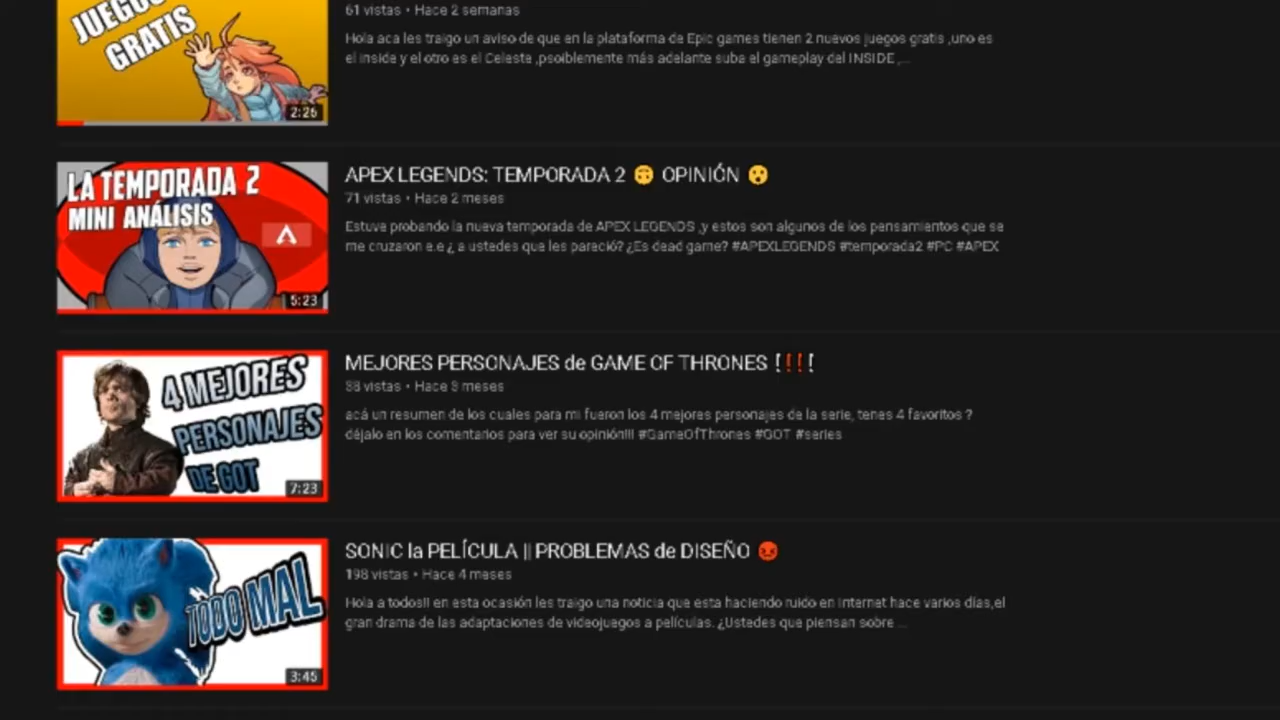 JUEGOS
GRATIS
2:26
61 vistas • Hace 2 semanas
Hola aca les traigo un aviso de que en la plataforma de Epic games tienen 2 nuevos juegos gratis ,uno es
el inside y el otro es el Celeste ,psoiblemente más adelante suba el gameplay del INSIDE ,...
LA TEMPORADA 2
MINI ANÁLISIS
5:23
APEX LEGENDS: TEMPORADA 2 🙃 OPINIÓN 😮
71 vistas • Hace 2 meses
Estuve probando la nueva temporada de APEX LEGENDS ,y estos son algunos de los pensamientos que se
me cruzaron e.e ¿ a ustedes que les pareció? ¿Es dead game? #APEXLEGENDS #temporada2 #PC #APEX
4 MEJORES
PERSONAJES
DE GOT
7:23
MEJORES PERSONAJES de GAME OF THRONES ❕❗❗❕
vistas • Hace 3 meses
acá un resumen de los cuales para mi fueron los 4 mejores personajes de la serie, tenes 4 favoritos ?
déjalo en los comentarios para ver su opinión!!! #GameOfThrones #GOT #series
TODO MAL
3:45
SONIC la PELÍCULA || PROBLEMAS de DISEÑO 😡
198 vistas • Hace 4 meses
Hola a todos!! en esta ocasión les traigo una noticia que esta haciendo ruido en internet hace varios días,el
gran drama de las adaptaciones de videojuegos a películas. ¿Ustedes que piensan sobre ...